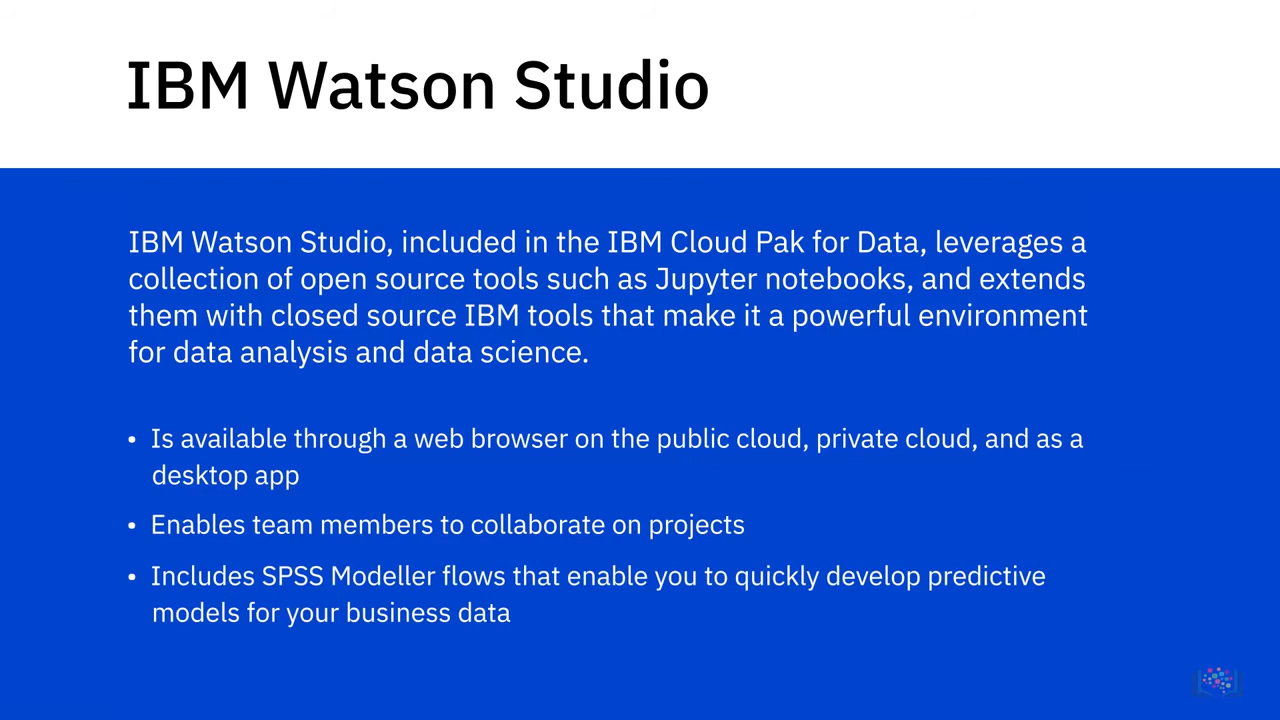 IBM Watson Studio
IBM Watson Studio, included in the IBM Cloud Pak for Data, leverages a
collection of open source tools such as Jupyter notebooks, and extends
them with closed source IBM tools that make it a powerful environment
for data analysis and data science.
• Is available through a web browser on the public cloud, private cloud, and as a
desktop app
• Enables team members to collaborate on projects
• Includes SPSS Modeller flows that enable you to quickly develop predictive
models for your business data